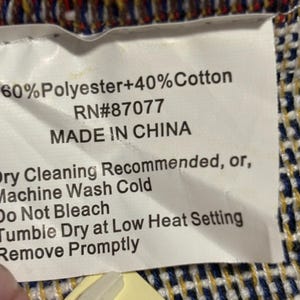 60%Polyester+40%Cotton
RN#87077
MADE IN CHINA
Dry Cleaning Recommended, or,
Machine Wash Cold
Do Not Bleach
Tumble Dry at Low Heat Setting
Remove Promptly